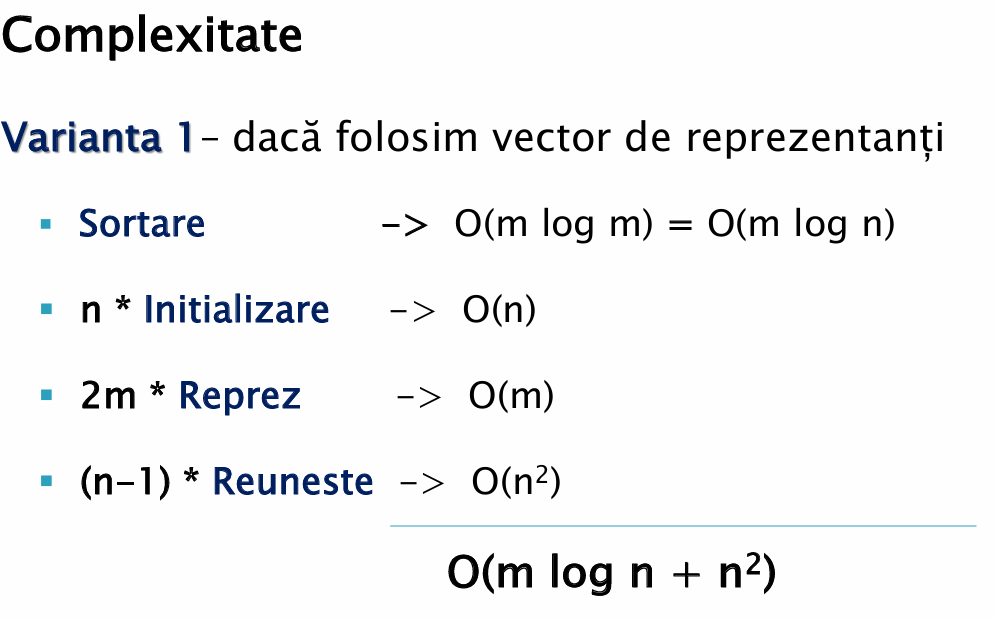 Complexitate
Varianta 1– dacă folosim vector de reprezentanți
▪ Sortare –> O(m log m) = O(m log n)
▪ n * Initializare –> O(n)
▪ 2m * Reprez –> O(m)
▪ (n–1) * Reuneste –> O(n²)
O(m log n + n²)